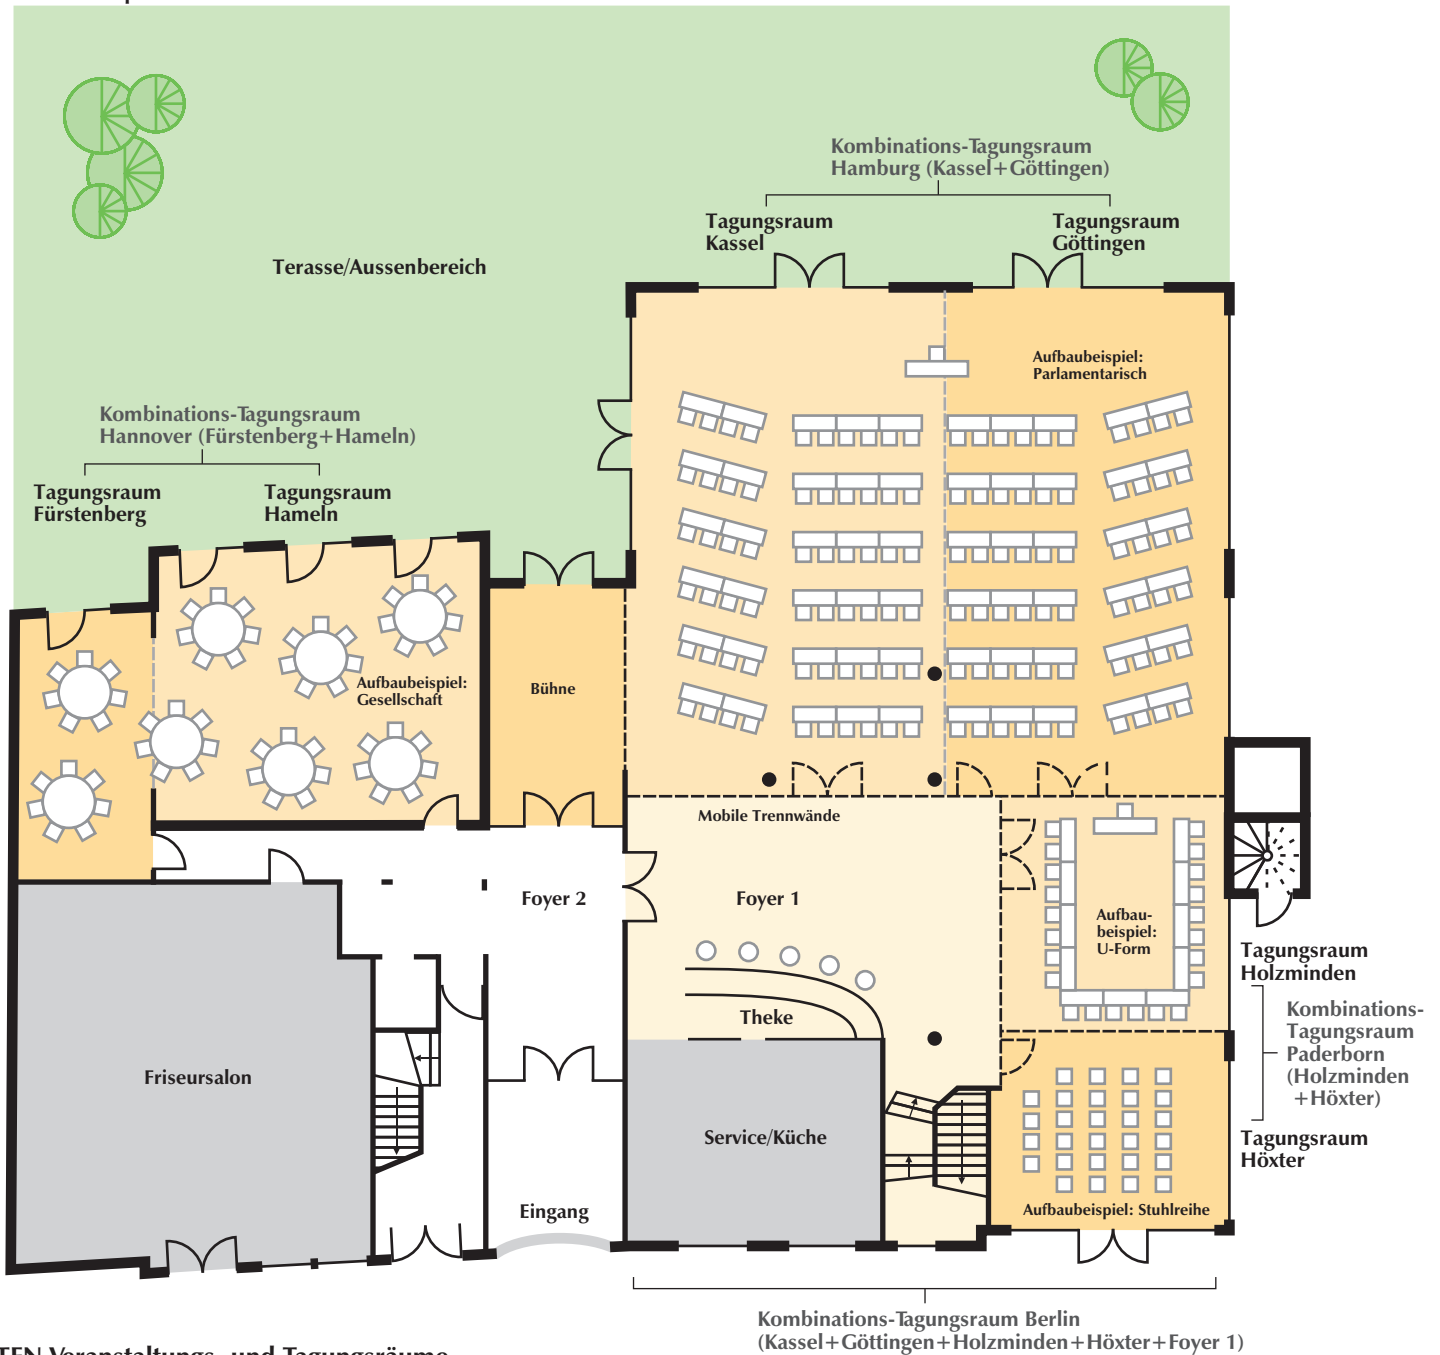 Kombinations-Tagungsraum
Hamburg (Kassel+Göttingen)
Tagungsraum
Kassel
Tagungsraum
Göttingen
Terasse/Aussenbereich
Aufbaubeispiel:
Parlamentarisch
Kombinations-Tagungsraum
Hannover (Fürstenberg+Hameln)
Tagungsraum
Fürstenberg
Tagungsraum
Hameln
Aufbaubeispiel:
Gesellschaft
Bühne
Mobile Trennwände
Foyer 2
Foyer 1
Aufbau-
beispiel:
U-Form
Tagungsraum
Holzminden
Kombinations-
Tagungsraum
Paderborn
(Holzminden
+Höxter)
Theke
Friseursalon
Service/Küche
Tagungsraum
Höxter
Eingang
Aufbaubeispiel: Stuhlreihe
Kombinations-Tagungsraum Berlin
(Kassel+Göttingen+Holzminden+Höxter+Foyer 1)
Veranstaltungs- und Tagungsräume